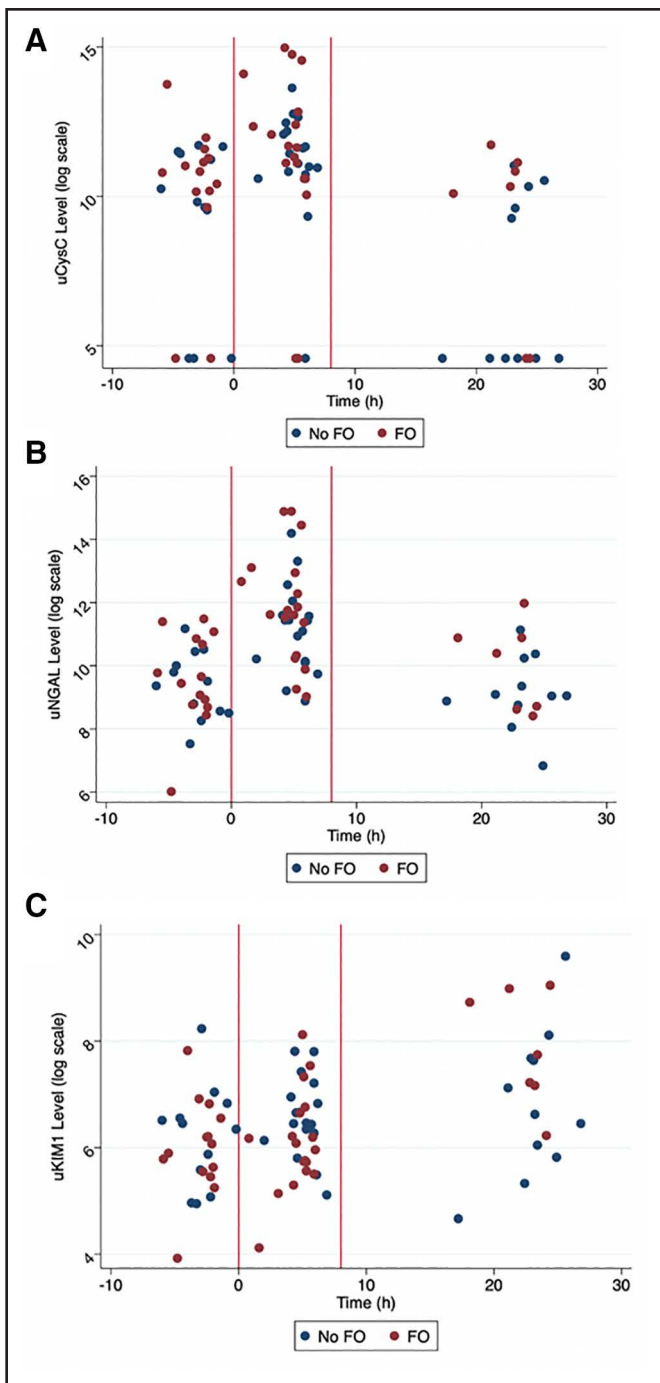 A
15
10
5
uCysC Level (log scale)
-10 0 10 20 30
Time (h)
No FO FO
B
16
14
12
10
8
6
uNGAL Level (log scale)
-10 0 10 20 30
Time (h)
No FO FO
C
10
8
6
4
uKIM1 Level (log scale)
-10 0 10 20 30
Time (h)
No FO FO